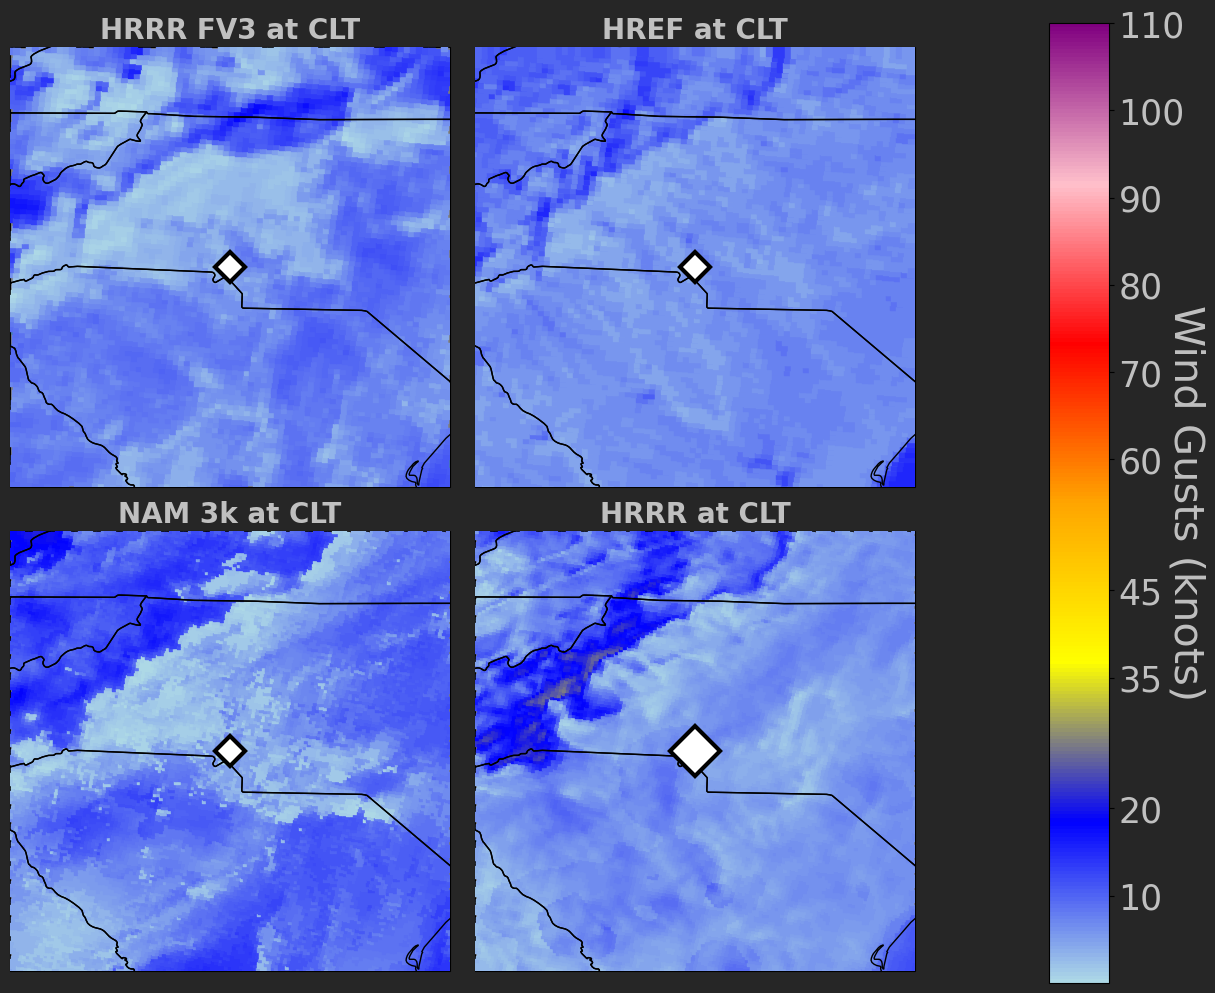 HRRR FV3 at CLT
HREF at CLT
NAM 3k at CLT
HRRR at CLT
110
100
90
80
70
60
45
35
20
10
Wind Gusts (knots)